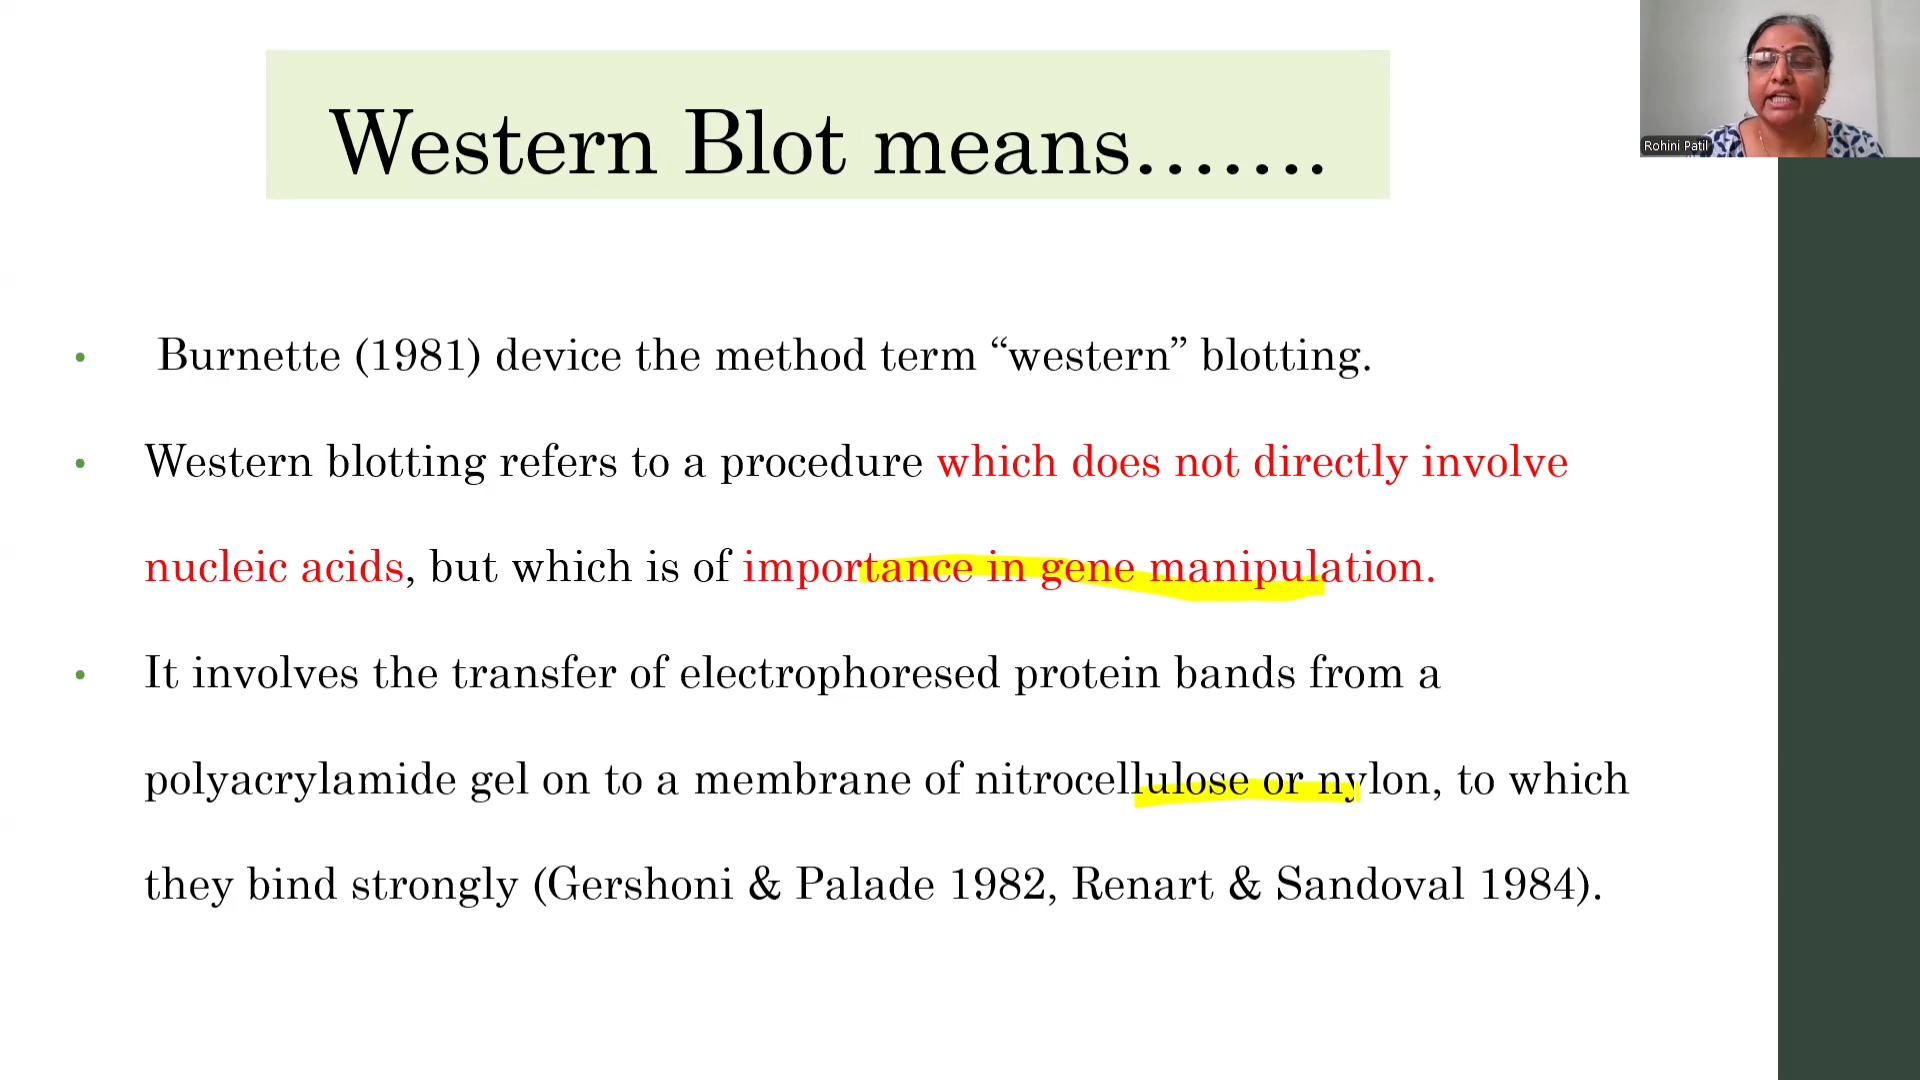 Western Blot means.......
Rohini Patil
• Burnette (1981) device the method term “western” blotting.
• Western blotting refers to a procedure which does not directly involve
nucleic acids, but which is of importance in gene manipulation.
• It involves the transfer of electrophoresed protein bands from a
polyacrylamide gel on to a membrane of nitrocellulose or nylon, to which
they bind strongly (Gershoni & Palade 1982, Renart & Sandoval 1984).